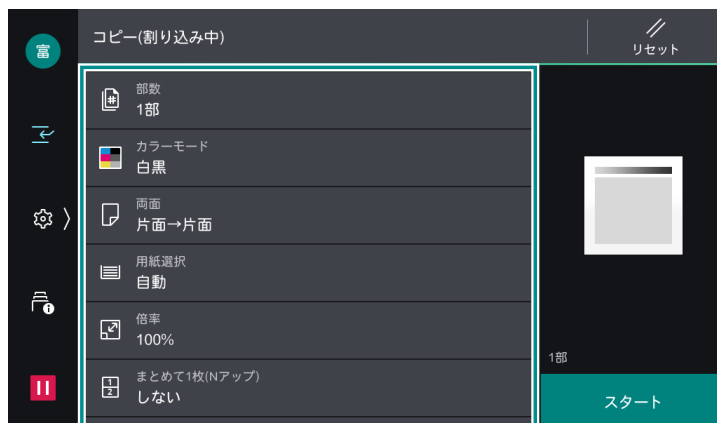 富
コピー(割り込み中)
リセット
部数
1部
カラーモード
白黒
両面
片面→片面
用紙選択
自動
倍率
100%
まとめて1枚(Nアップ)
しない
1部
スタート